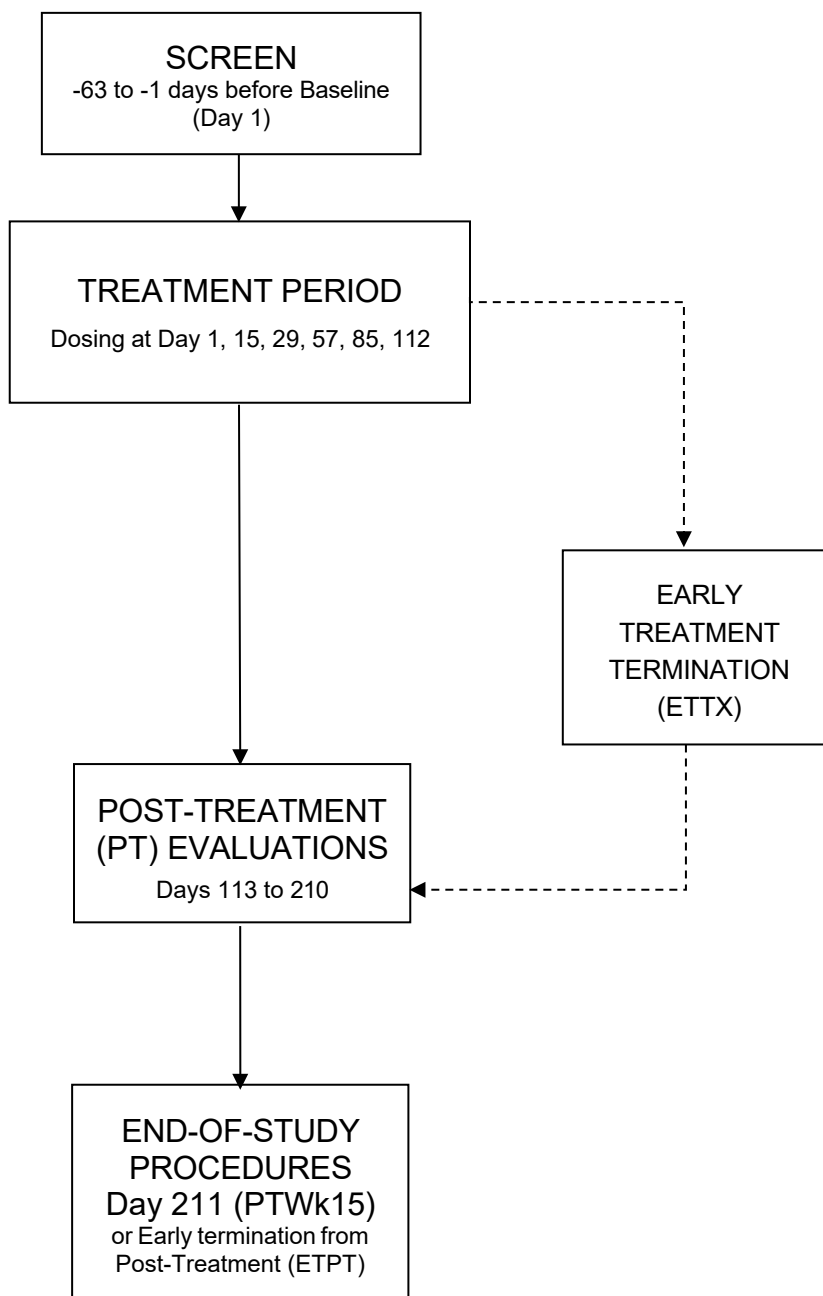 SCREEN
-63 to -1 days before Baseline
(Day 1)
TREATMENT PERIOD
Dosing at Day 1, 15, 29, 57, 85, 112
EARLY
TREATMENT
TERMINATION
(ETTX)
POST-TREATMENT
(PT) EVALUATIONS
Days 113 to 210
END-OF-STUDY
PROCEDURES
Day 211 (PTWk15)
or Early termination from
Post-Treatment (ETPT)